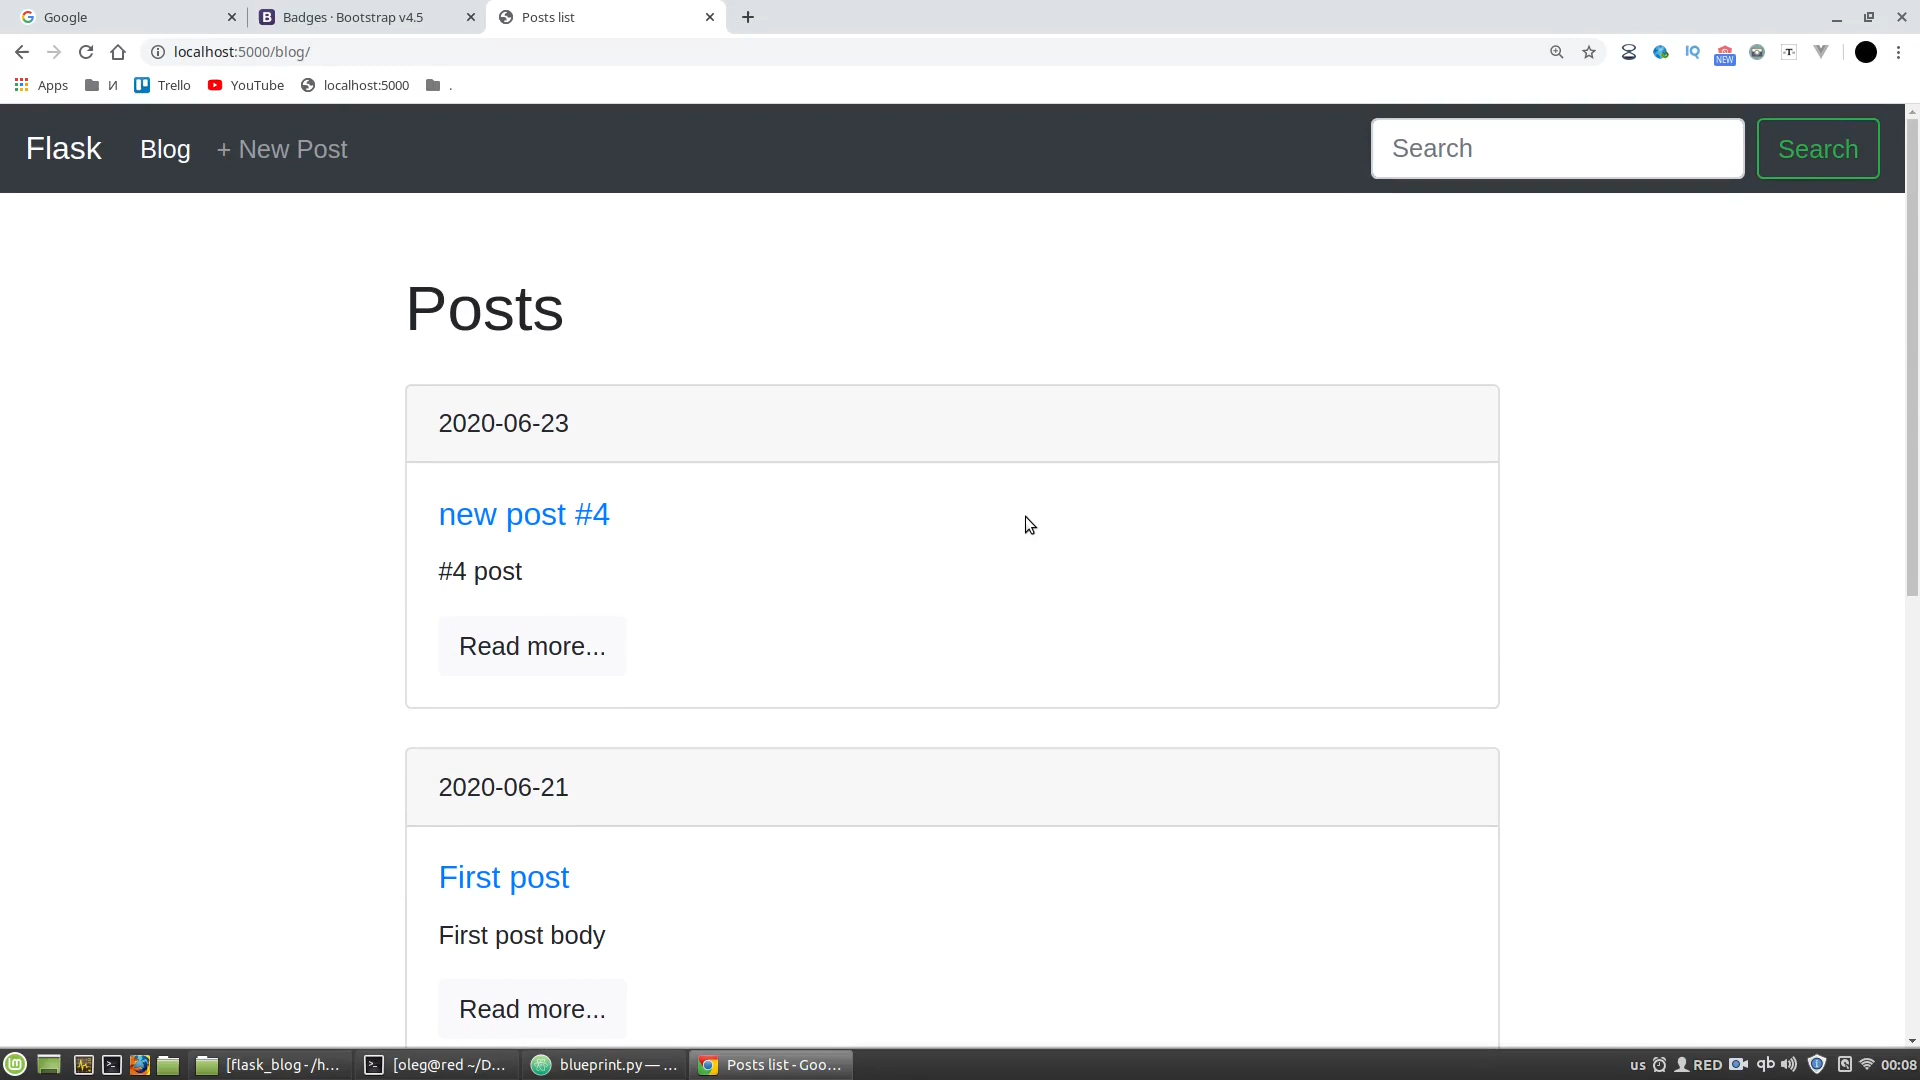 Google
Badges · Bootstrap v4.5
Posts list
localhost:5000/blog/
IQ
NEW
-T-
Apps
И
Trello
YouTube
localhost:5000
.
Flask
Blog
+ New Post
Search
Search
Posts
2020-06-23
new post #4
#4 post
Read more...
2020-06-21
First post
First post body
Read more...
[flask_blog - /h...
[oleg@red ~/D...
blueprint.py — ...
Posts list - Goo...
us
RED
qb
00:08